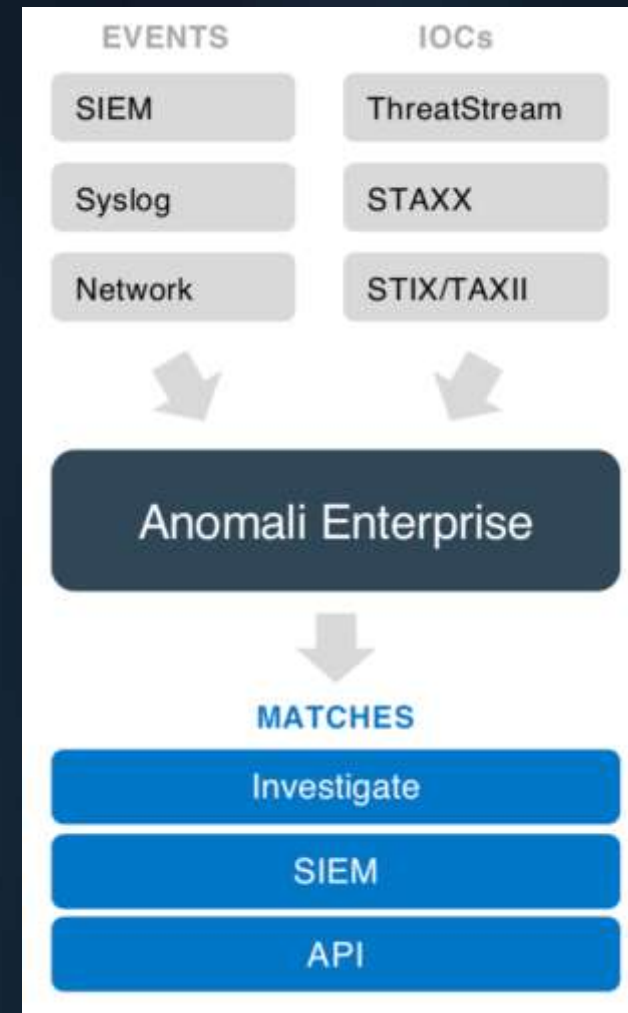 EVENTS
IOCs
SIEM
ThreatStream
Syslog
STAXX
Network
STIX/TAXII
Anomali Enterprise
MATCHES
Investigate
SIEM
API